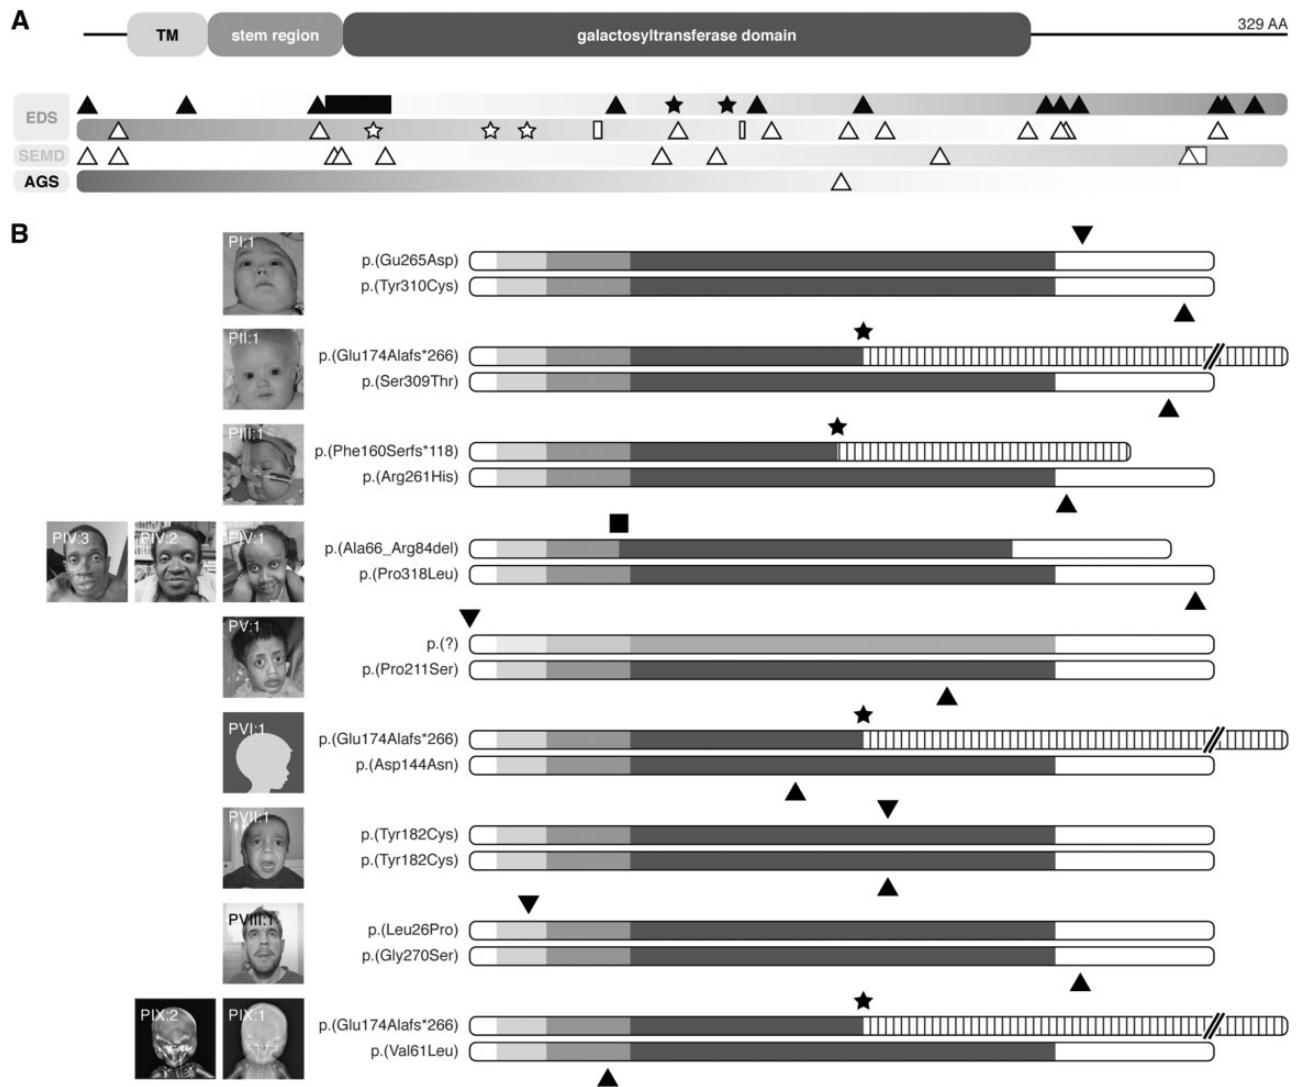 A
TM
stem region
galactosyltransferase domain
329 AA
EDS
SEMD
AGS
B
PI:1
p.(Gu265Asp)
p.(Tyr310Cys)
PII:1
p.(Glu174Alafs*266)
p.(Ser309Thr)
PIII:1
p.(Phe160Serfs*118)
p.(Arg261His)
PIV:3
PIV:2
PIV:1
p.(Ala66_Arg84del)
p.(Pro318Leu)
PV:1
p.(?)
p.(Pro211Ser)
PVI:1
p.(Glu174Alafs*266)
p.(Asp144Asn)
PVII:1
p.(Tyr182Cys)
p.(Tyr182Cys)
PVIII:1
p.(Leu26Pro)
p.(Gly270Ser)
PIX:2
PIX:1
p.(Glu174Alafs*266)
p.(Val61Leu)